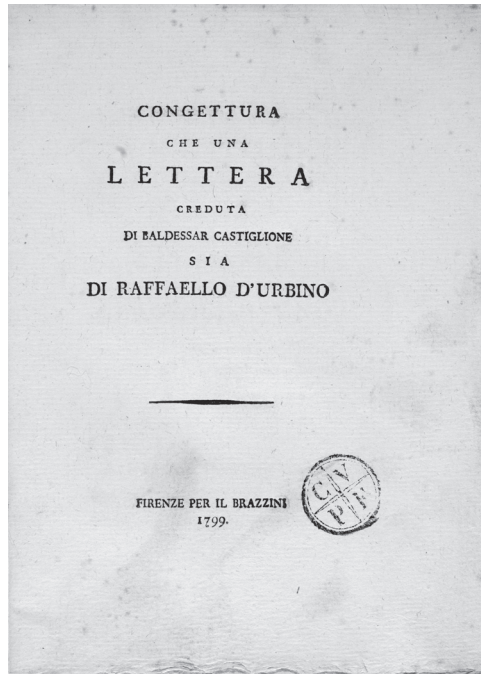 CONGETTURA
CHE UNA
LETTERA
CREDUTA
DI BALDESSAR CASTIGLIONE
SIA
DI RAFFAELLO D'URBINO
FIRENZE PER IL BRAZZINI
1799.
C V
P F